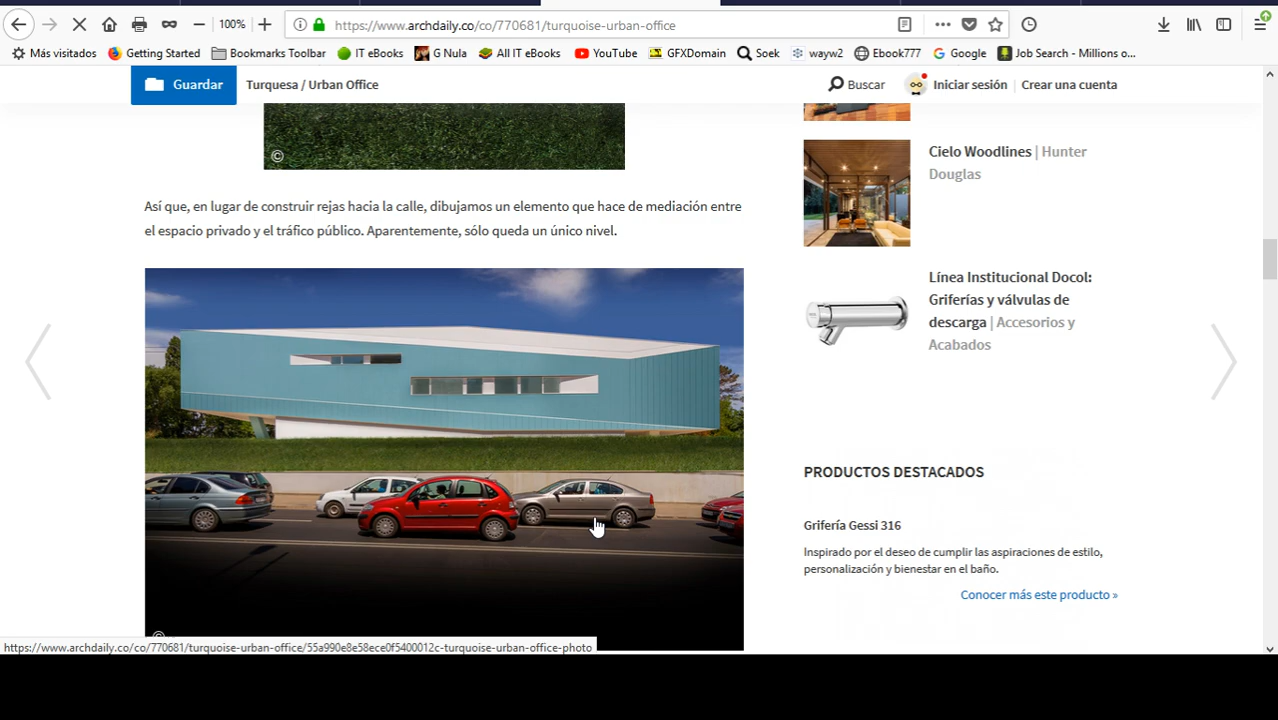 100%
https://www.archdaily.co/co/770681/turquoise-urban-office
Más visitados Getting Started Bookmarks Toolbar IT eBooks G Nula All IT eBooks YouTube GFXDomain Soek wayw2 Ebook777 Google Job Search - Millions o...
Guardar Turquesa / Urban Office Buscar Iniciar sesión Crear una cuenta
©
Así que, en lugar de construir rejas hacia la calle, dibujamos un elemento que hace de mediación entre
el espacio privado y el tráfico público. Aparentemente, sólo queda un único nivel.
©
Cielo Woodlines | Hunter
Douglas
Línea Institucional Docol:
Griferías y válvulas de
descarga | Accesorios y
Acabados
PRODUCTOS DESTACADOS
Grifería Gessi 316
Inspirado por el deseo de cumplir las aspiraciones de estilo,
personalización y bienestar en el baño.
Conocer más este producto »
https://www.archdaily.co/co/770681/turquoise-urban-office/55a990e8e58ece0f5400012c-turquoise-urban-office-photo